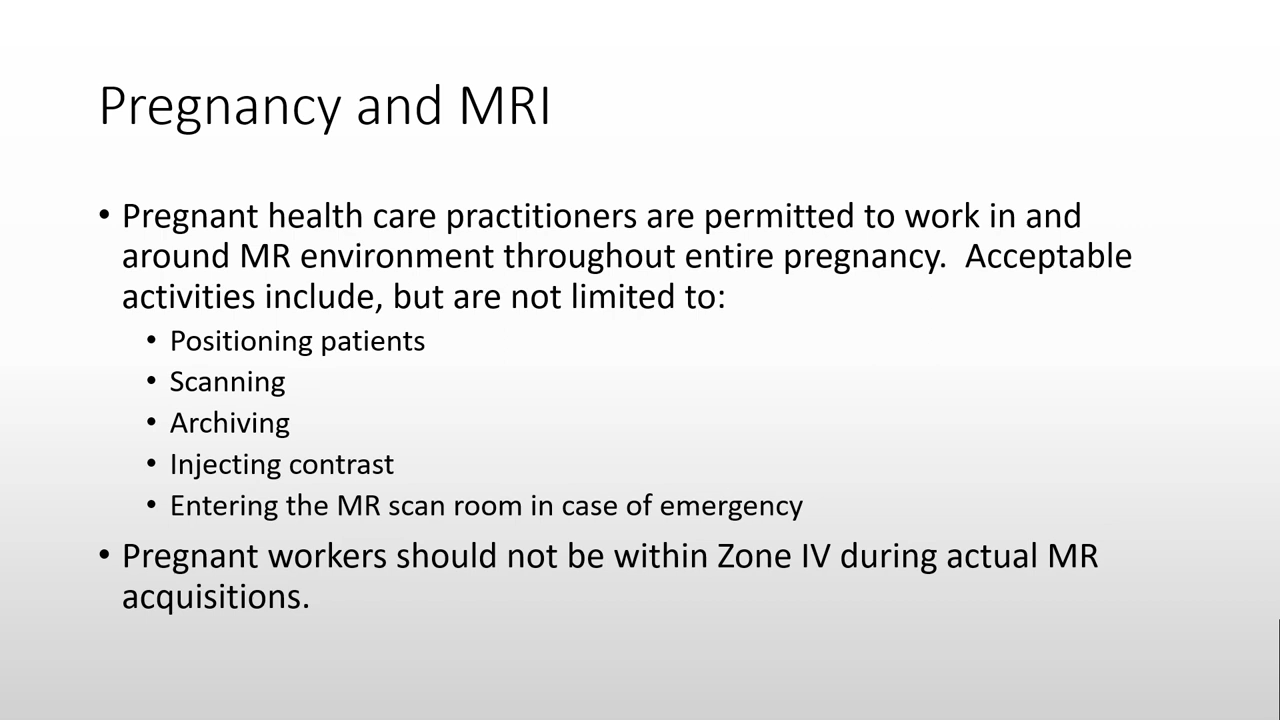 Pregnancy and MRI
• Pregnant health care practitioners are permitted to work in and
around MR environment throughout entire pregnancy.  Acceptable
activities include, but are not limited to:
• Positioning patients
• Scanning
• Archiving
• Injecting contrast
• Entering the MR scan room in case of emergency
• Pregnant workers should not be within Zone IV during actual MR
acquisitions.